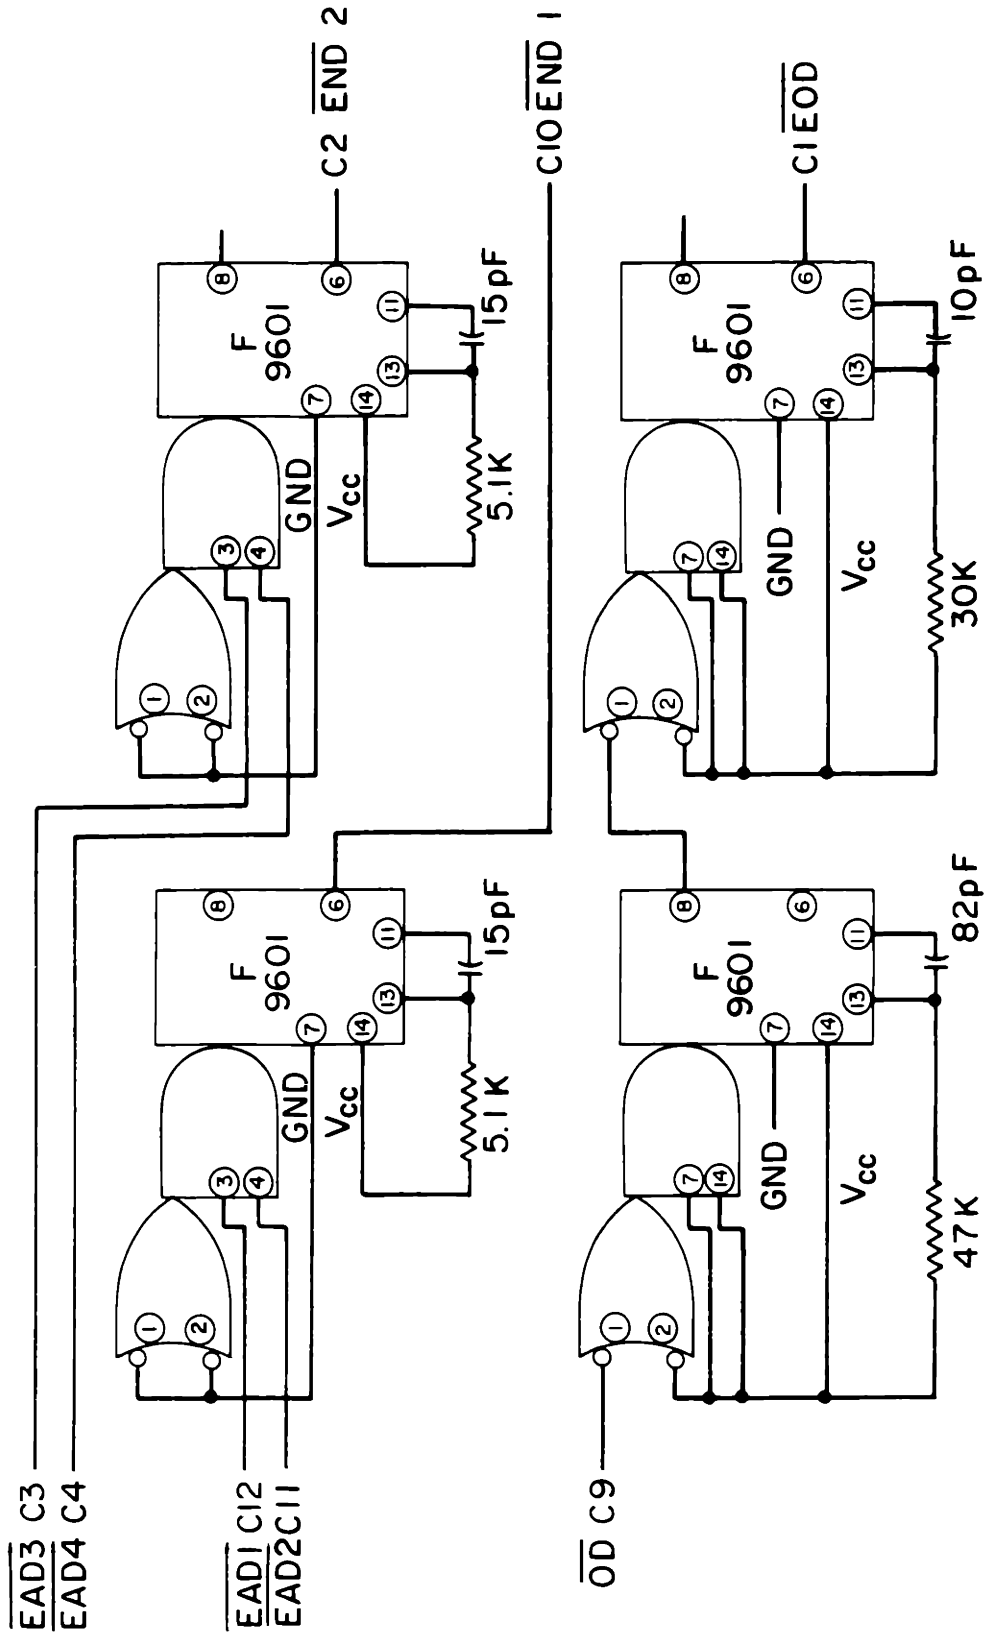 EAD3 C3
EAD4 C4
EAD1 C12
EAD2 C11
1
2
3
4
F
9601
8
6
7
14
13
11
GND
Vcc
5.1K
15pF
1
2
3
4
F
9601
8
6
7
14
13
11
GND
Vcc
5.1K
15pF
C2 END 2
C10 END 1
OD C9
1
2
7
14
F
9601
8
6
7
14
13
11
GND
Vcc
47K
82pF
1
2
7
14
F
9601
8
6
7
14
13
11
GND
Vcc
30K
10pF
C1 EOD